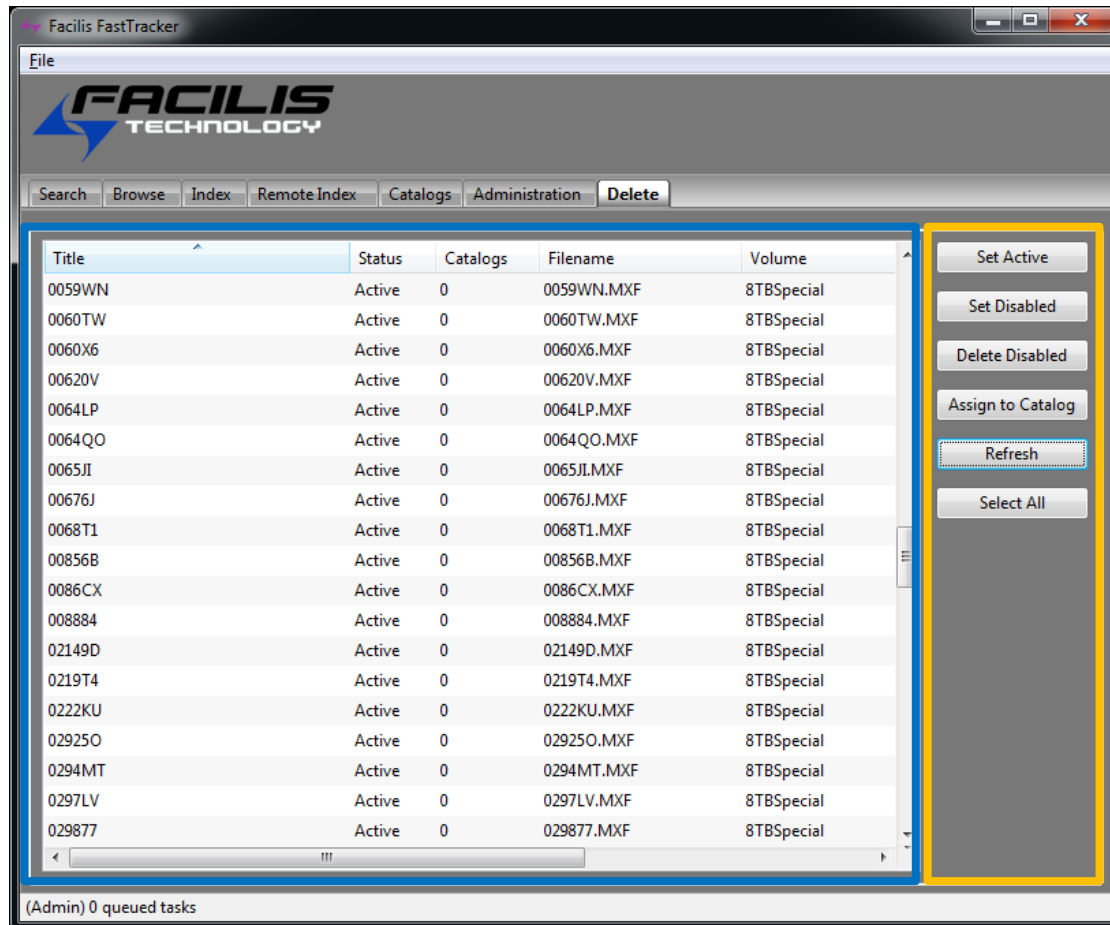 Facilis FastTracker
File
FACILIS
TECHNOLOGY
Search Browse Index Remote Index Catalogs Administration Delete
Title Status Catalogs Filename Volume
0059WN Active 0 0059WN.MXF 8TBSpecial
0060TW Active 0 0060TW.MXF 8TBSpecial
0060X6 Active 0 0060X6.MXF 8TBSpecial
00620V Active 0 00620V.MXF 8TBSpecial
0064LP Active 0 0064LP.MXF 8TBSpecial
0064QO Active 0 0064QO.MXF 8TBSpecial
0065JI Active 0 0065JI.MXF 8TBSpecial
00676J Active 0 00676J.MXF 8TBSpecial
0068T1 Active 0 0068T1.MXF 8TBSpecial
00856B Active 0 00856B.MXF 8TBSpecial
0086CX Active 0 0086CX.MXF 8TBSpecial
008884 Active 0 008884.MXF 8TBSpecial
02149D Active 0 02149D.MXF 8TBSpecial
0219T4 Active 0 0219T4.MXF 8TBSpecial
0222KU Active 0 0222KU.MXF 8TBSpecial
02925O Active 0 02925O.MXF 8TBSpecial
0294MT Active 0 0294MT.MXF 8TBSpecial
0297LV Active 0 0297LV.MXF 8TBSpecial
029877 Active 0 029877.MXF 8TBSpecial
Set Active
Set Disabled
Delete Disabled
Assign to Catalog
Refresh
Select All
(Admin) 0 queued tasks